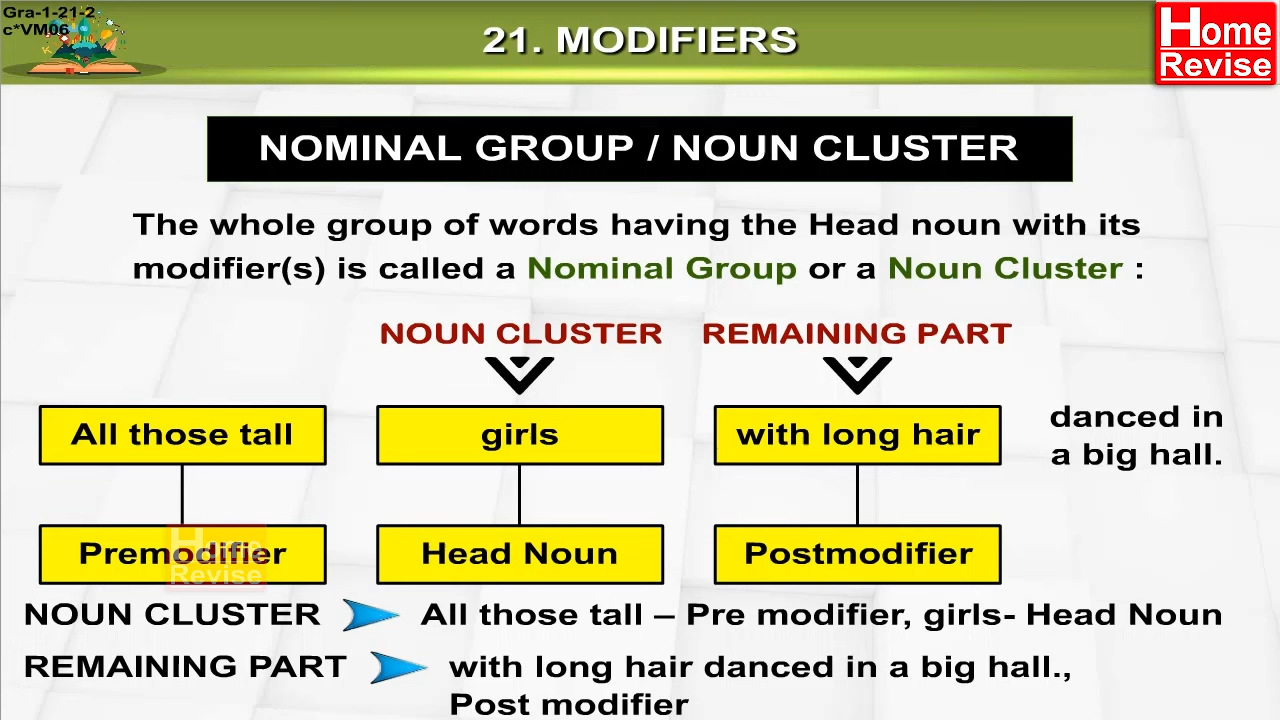 Gra-1-21-2
c*VM06
21. MODIFIERS
Home
Revise
NOMINAL GROUP / NOUN CLUSTER
The whole group of words having the Head noun with its
modifier(s) is called a Nominal Group or a Noun Cluster :
NOUN CLUSTER REMAINING PART
All those tall girls with long hair danced in
a big hall.
Premodifier Head Noun Postmodifier
Home
Revise
NOUN CLUSTER All those tall – Pre modifier, girls- Head Noun
REMAINING PART with long hair danced in a big hall.,
Post modifier